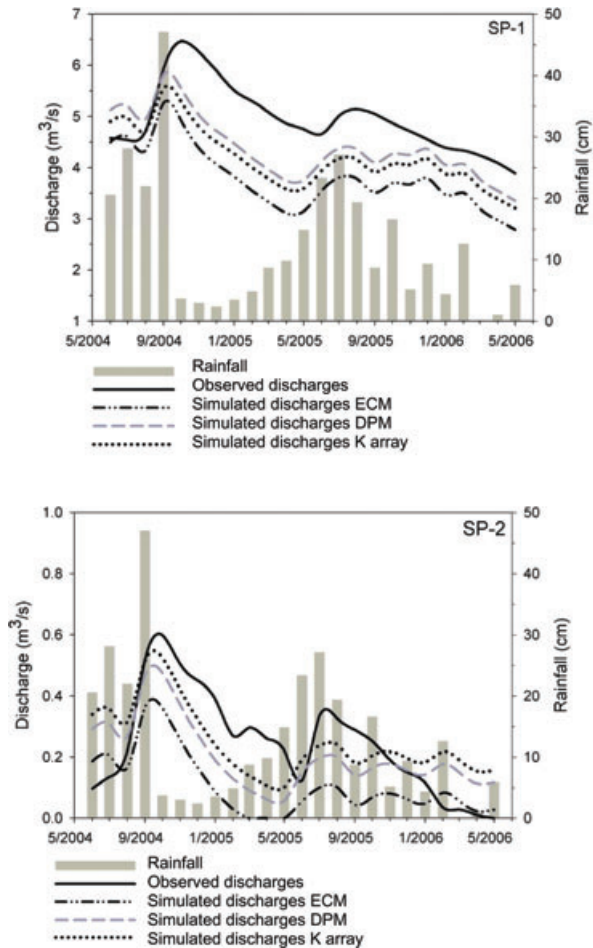 SP-1
7
6
5
4
3
2
1
Discharge (m³/s)
50
40
30
20
10
0
Rainfall (cm)
5/2004 9/2004 1/2005 5/2005 9/2005 1/2006 5/2006
Rainfall
Observed discharges
Simulated discharges ECM
Simulated discharges DPM
Simulated discharges K array
SP-2
1.0
0.8
0.6
0.4
0.2
0.0
Discharge (m³/s)
50
40
30
20
10
0
Rainfall (cm)
5/2004 9/2004 1/2005 5/2005 9/2005 1/2006 5/2006
Rainfall
Observed discharges
Simulated discharges ECM
Simulated discharges DPM
Simulated discharges K array